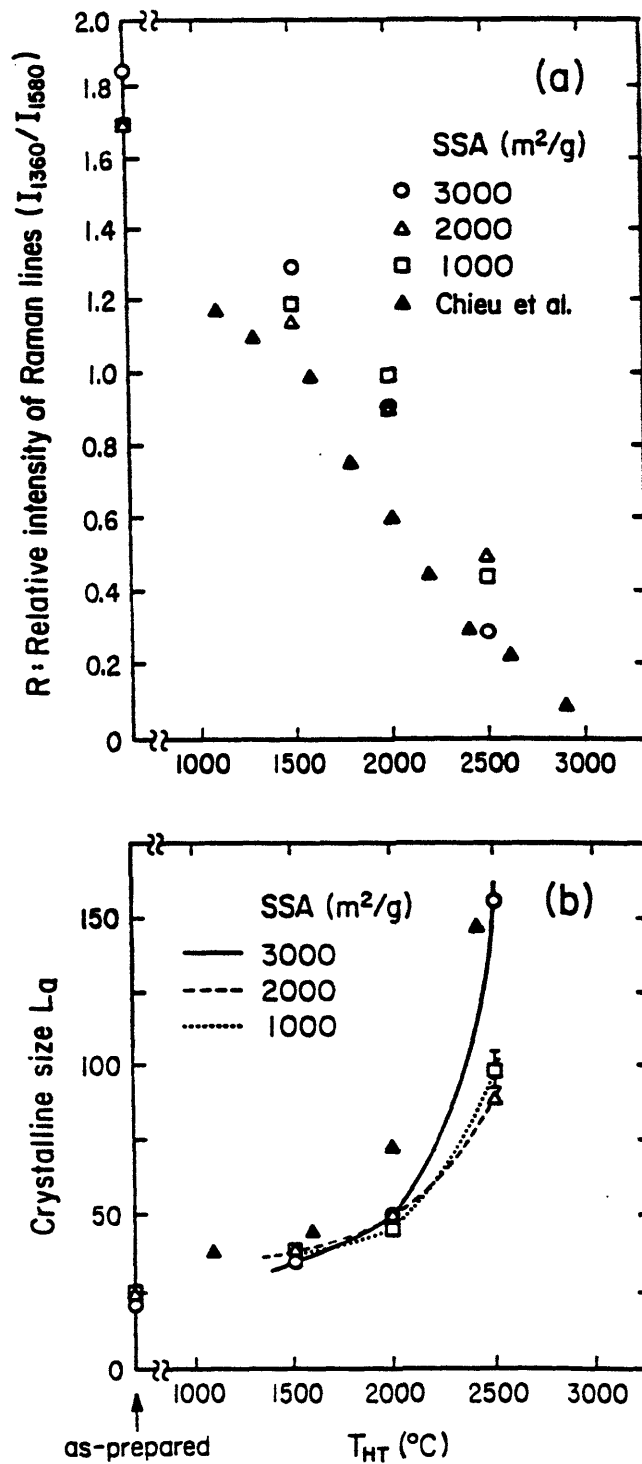 R : Relative intensity of Raman lines (I1360/I1580)
2.0
1.8
1.6
1.4
1.2
1.0
0.8
0.6
0.4
0.2
0
(a)
SSA (m²/g)
3000
2000
1000
Chieu et al.
1000 1500 2000 2500 3000
Crystalline size La
150
100
50
0
(b)
SSA (m²/g)
3000
2000
1000
1000 1500 2000 2500 3000
as-prepared
THT (°C)